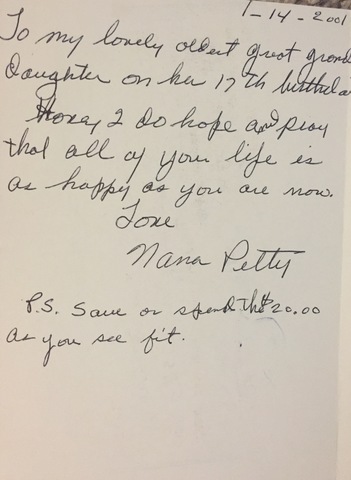 1-14-2001
To my lovely oldest great grand
Daughter on her 17th birthda
I do hope and pray
that all of your life is
as happy as you are now.
Love
Nana Petty
P.S. Save or spend the $20.00
as you see fit.